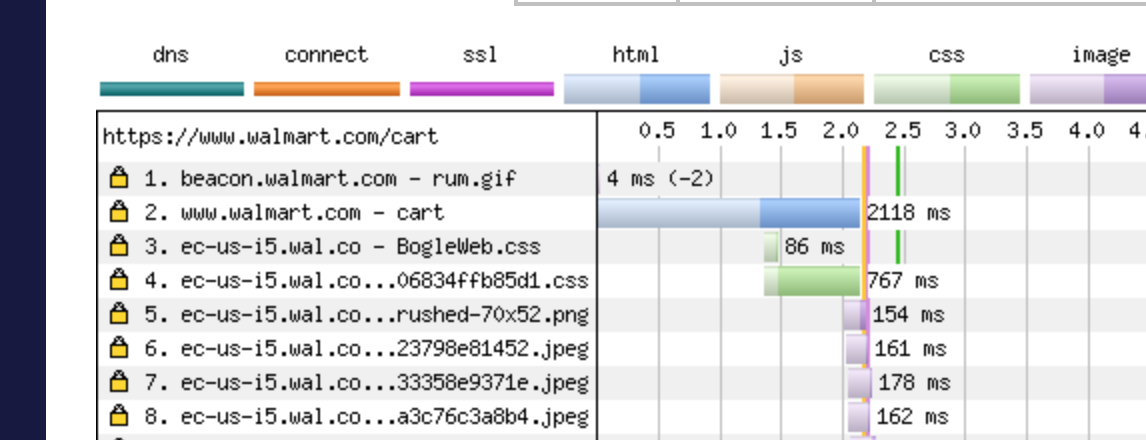 dns connect ssl html js css image
https://www.walmart.com/cart 0.5 1.0 1.5 2.0 2.5 3.0 3.5 4.0 4.
1. beacon.walmart.com - rum.gif 4 ms (-2)
2. www.walmart.com - cart 2118 ms
3. ec-us-i5.wal.co - BogleWeb.css 86 ms
4. ec-us-i5.wal.co...06834ffb85d1.css 767 ms
5. ec-us-i5.wal.co...rushed-70x52.png 154 ms
6. ec-us-i5.wal.co...23798e81452.jpeg 161 ms
7. ec-us-i5.wal.co...33358e9371e.jpeg 178 ms
8. ec-us-i5.wal.co...a3c76c3a8b4.jpeg 162 ms